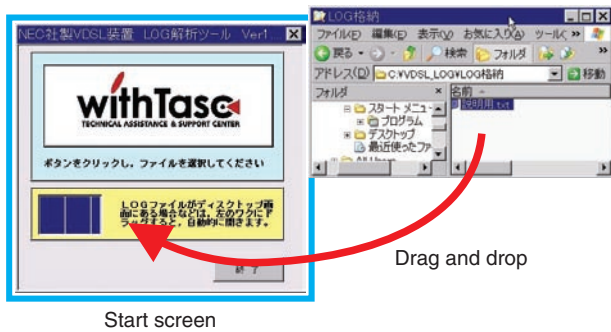 NEC社製VDSL装置 LOG解析ツール Ver1
withTasc
TECHNICAL ASSISTANCE & SUPPORT CENTER
ボタンをクリックし，ファイルを選択してください
LOGファイルがディスクトップ画
面にある場合などは、左のワクにド
ラッグすると，自動的に開きます。
終了
LOG格納
ファイル(E) 編集(E) 表示(V) お気に入り(A) ツール( »
戻る 検索 フォルダ »
アドレス(D) C:¥VDSL_LOG¥LOG格納 移動
フォルダ × 名前
スタート メニュー
プログラム
デスクトップ
最近使ったファ
All Users
説明用.txt
Drag and drop
Start screen